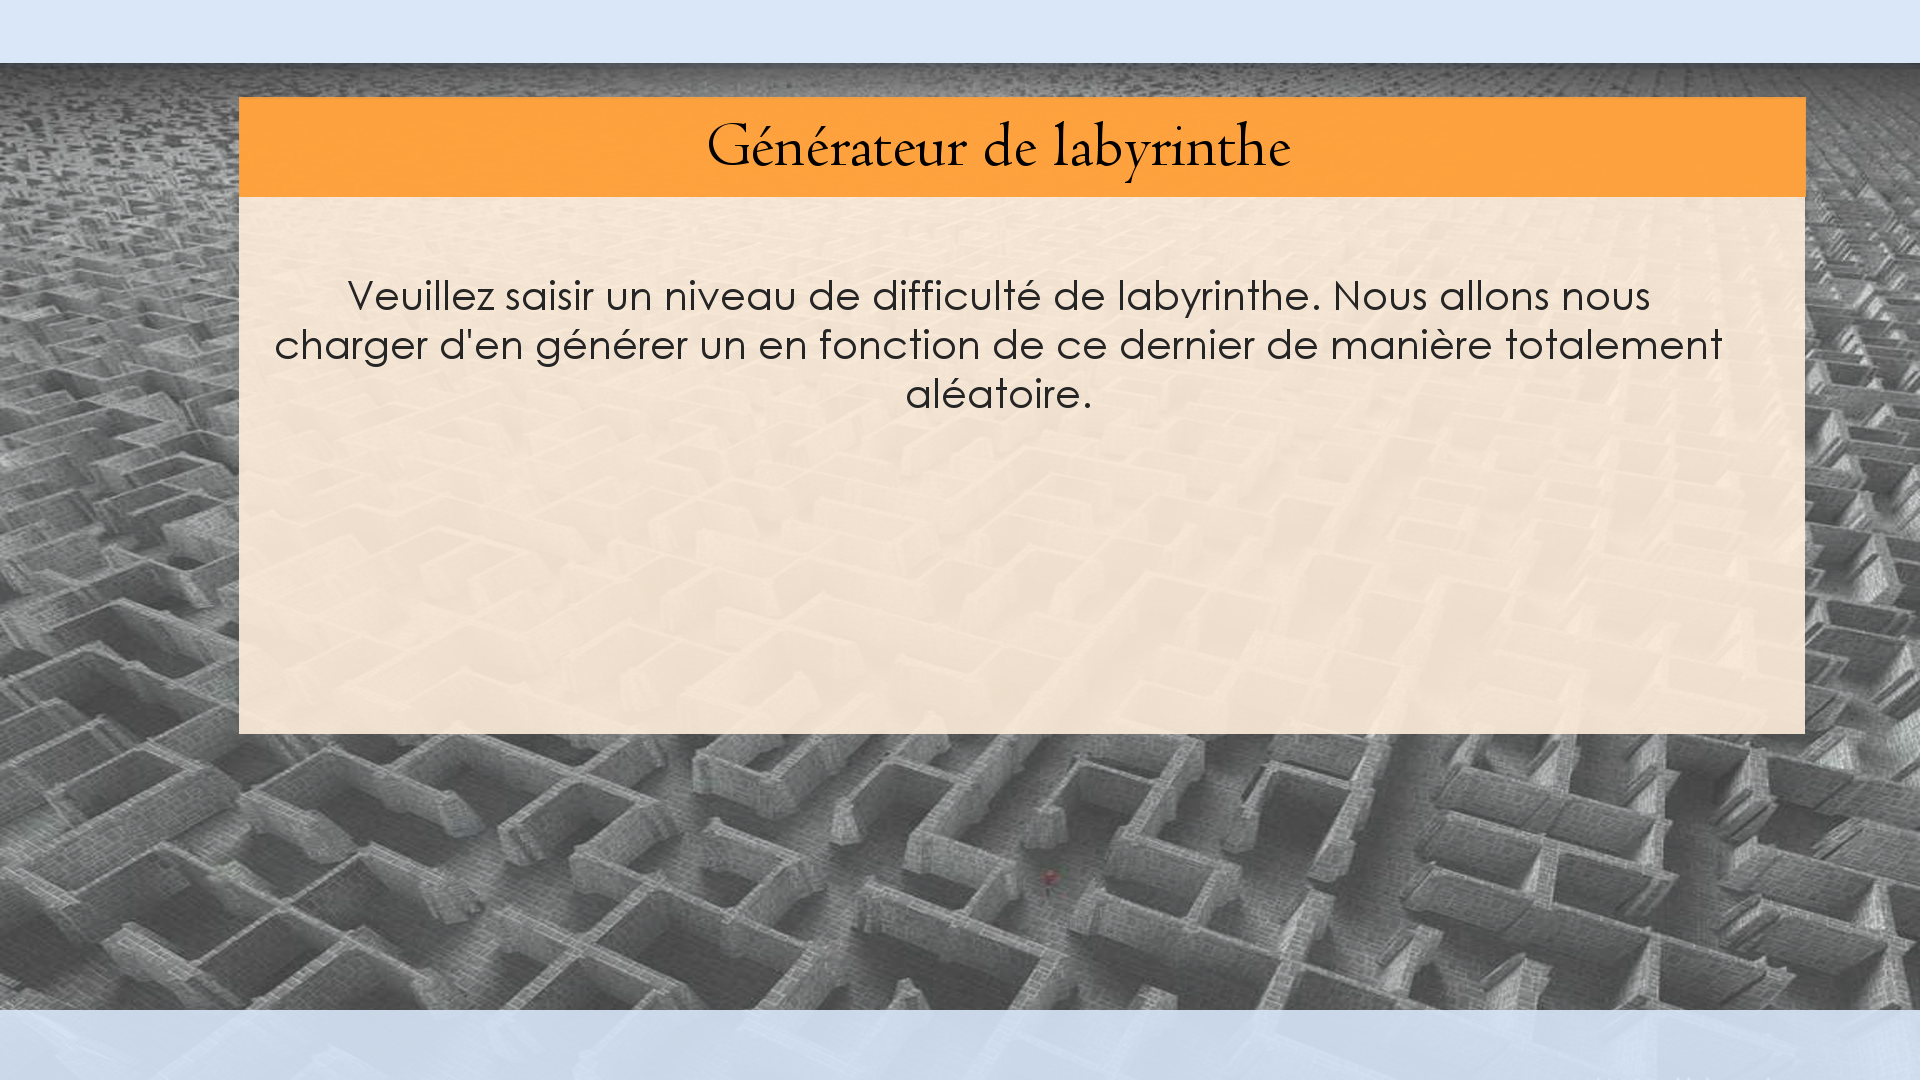 Générateur de labyrinthe
Veuillez saisir un niveau de difficulté de labyrinthe. Nous allons nous
charger d'en générer un en fonction de ce dernier de manière totalement
aléatoire.